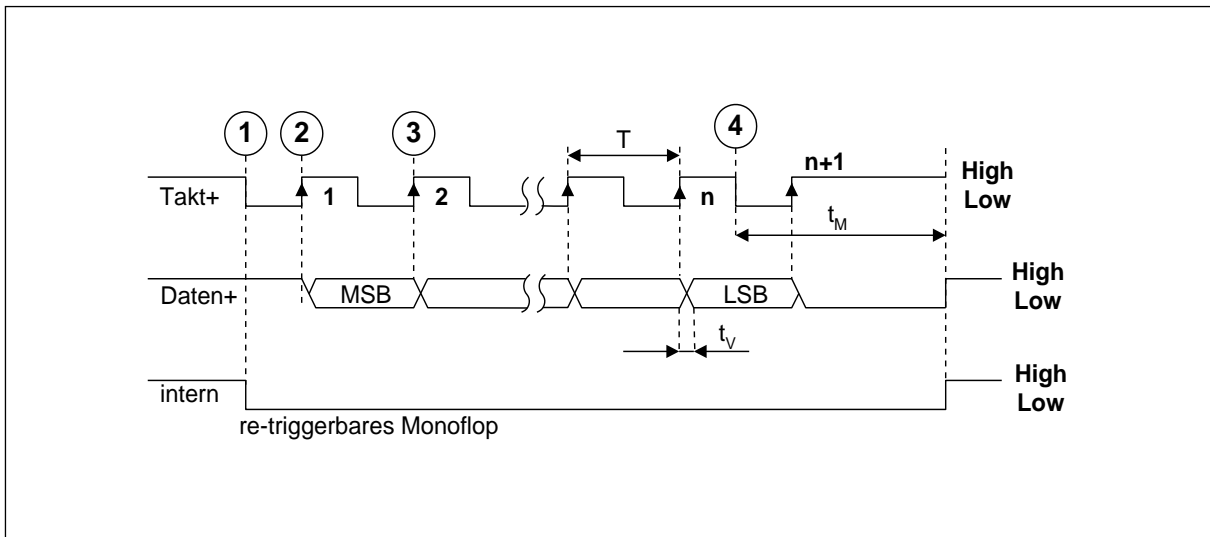 1 2 3 4
T
n+1
Takt+ 1 2 n High
Low
t_M
Daten+ MSB LSB High
Low
t_V
intern High
Low
re-triggerbares Monoflop